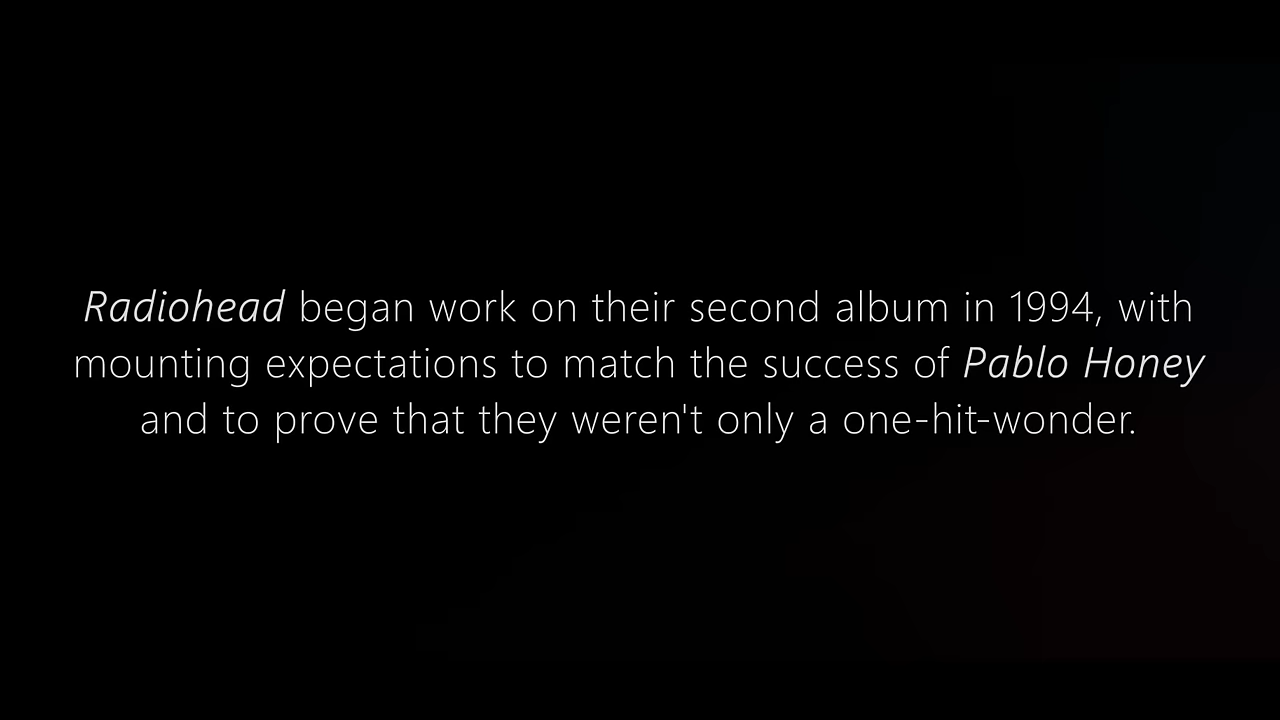 Radiohead began work on their second album in 1994, with
mounting expectations to match the success of Pablo Honey
and to prove that they weren't only a one-hit-wonder.